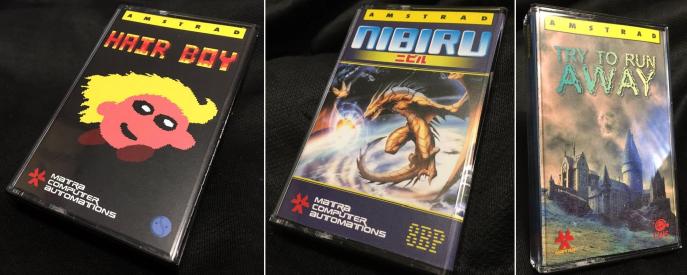 AMSTRAD
HAIR BOY
MATRA
COMPUTER
AUTOMATIONS
AMSTRAD
NIBIRU
ニビル
MATRA
COMPUTER
AUTOMATIONS
8BP
AMSTRAD
TRY TO RUN
AWAY